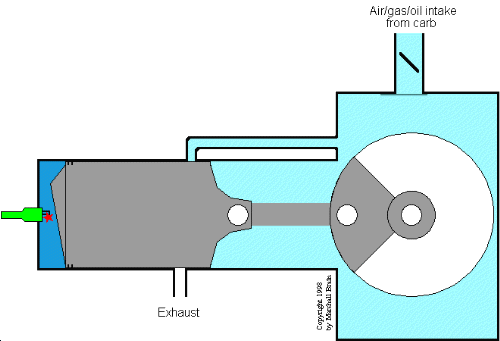 Air/gas/oil intake
from carb
Exhaust
Copyright 1998
by Marshall Brain